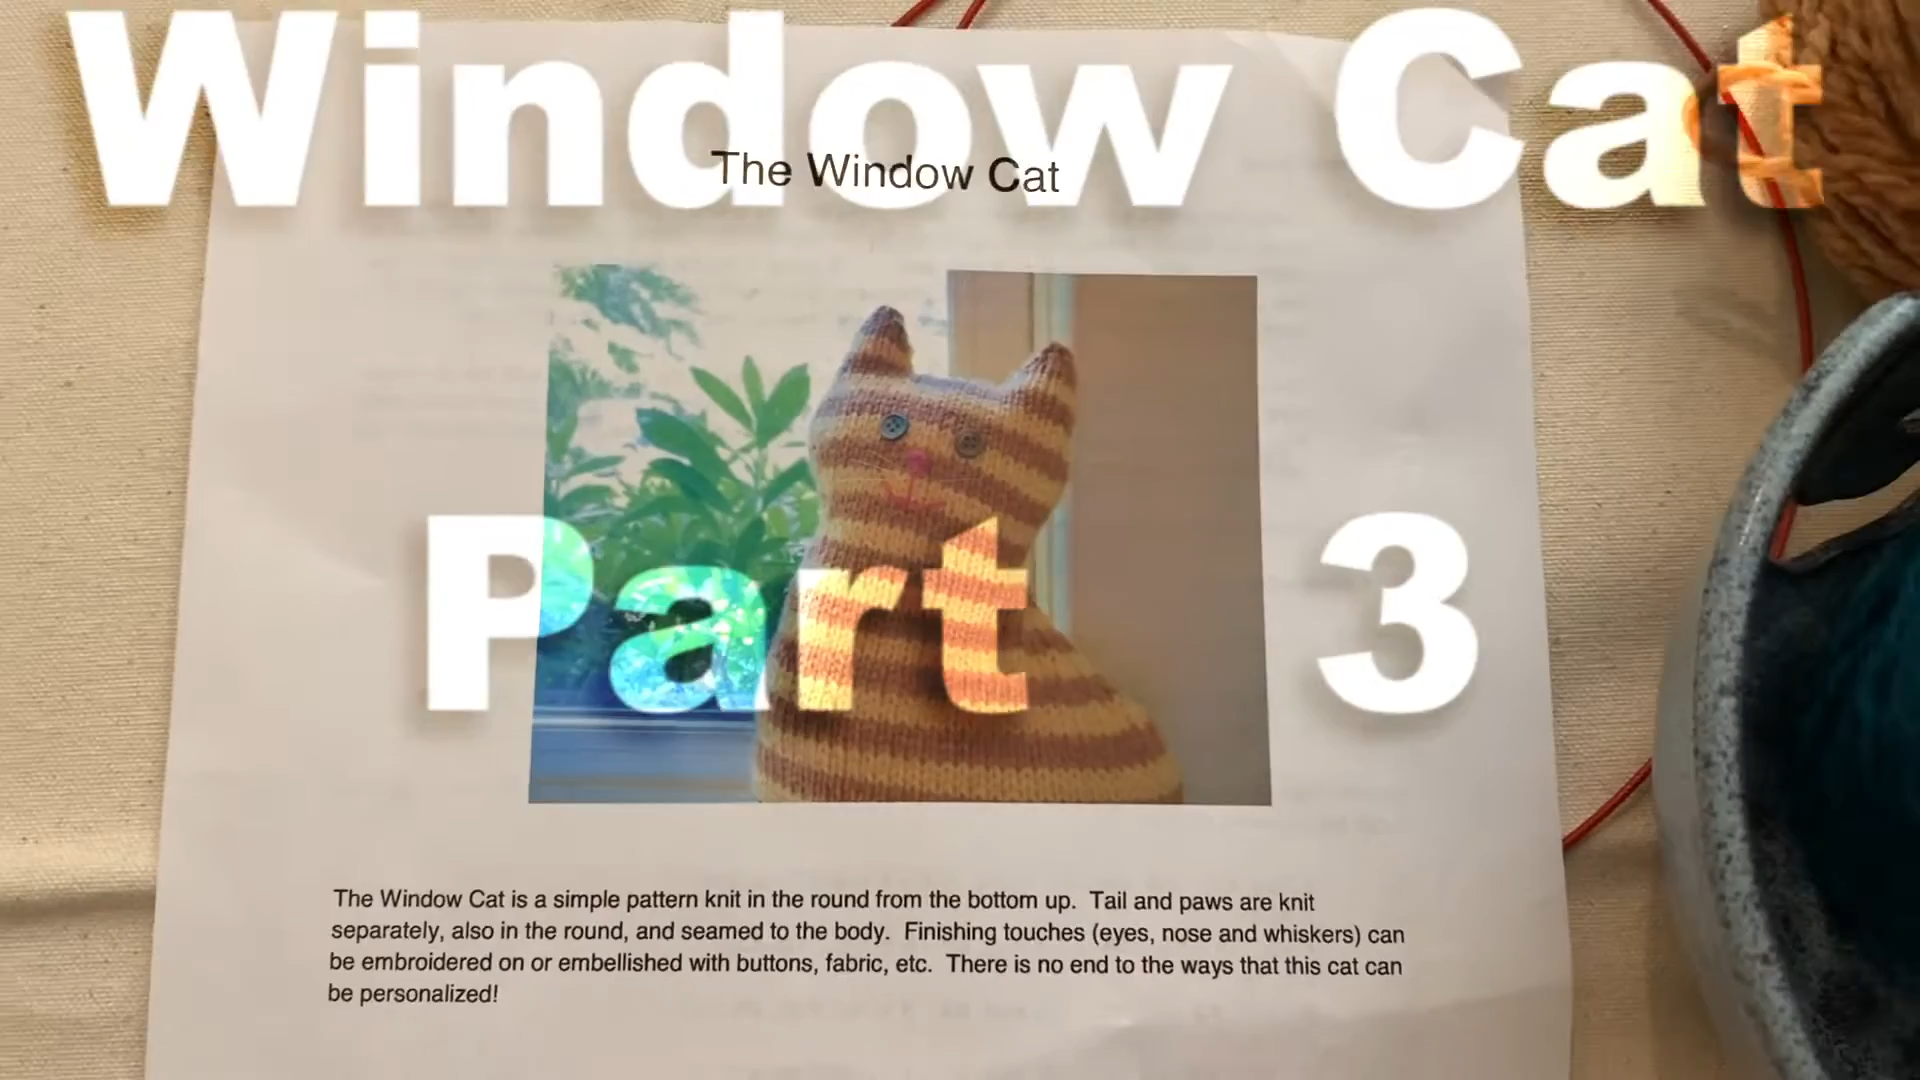 Window Cat
The Window Cat
Part 3
The Window Cat is a simple pattern knit in the round from the bottom up. Tail and paws are knit
separately, also in the round, and seamed to the body. Finishing touches (eyes, nose and whiskers) can
be embroidered on or embellished with buttons, fabric, etc. There is no end to the ways that this cat can
be personalized!